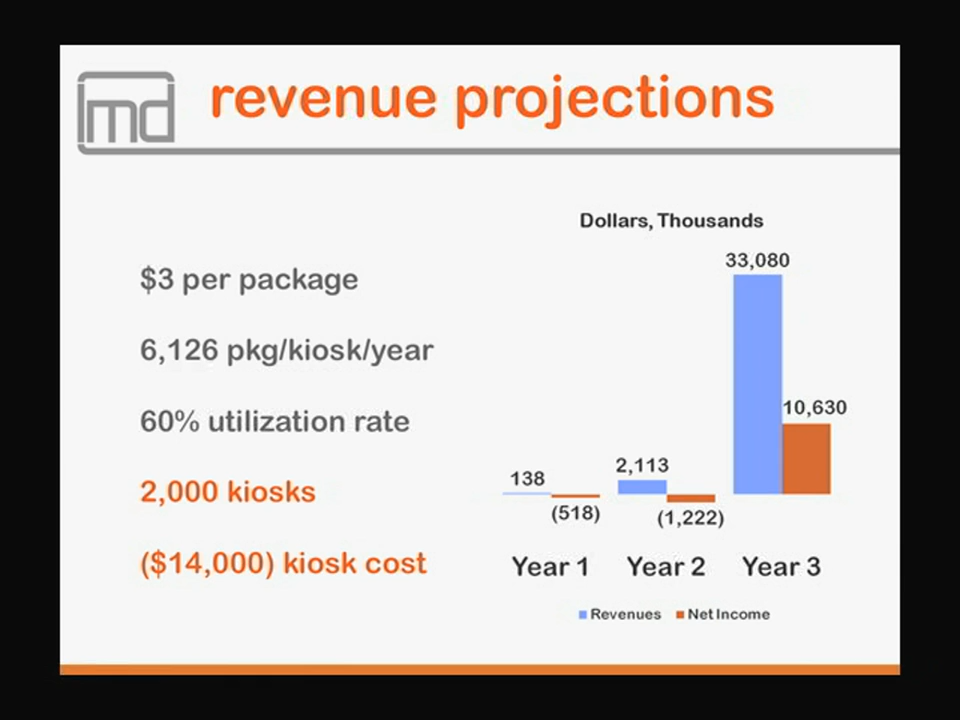 lmd
revenue projections
$3 per package
6,126 pkg/kiosk/year
60% utilization rate
2,000 kiosks
($14,000) kiosk cost
Dollars, Thousands
33,080
10,630
2,113
138
(518)
(1,222)
Year 1 Year 2 Year 3
Revenues Net Income